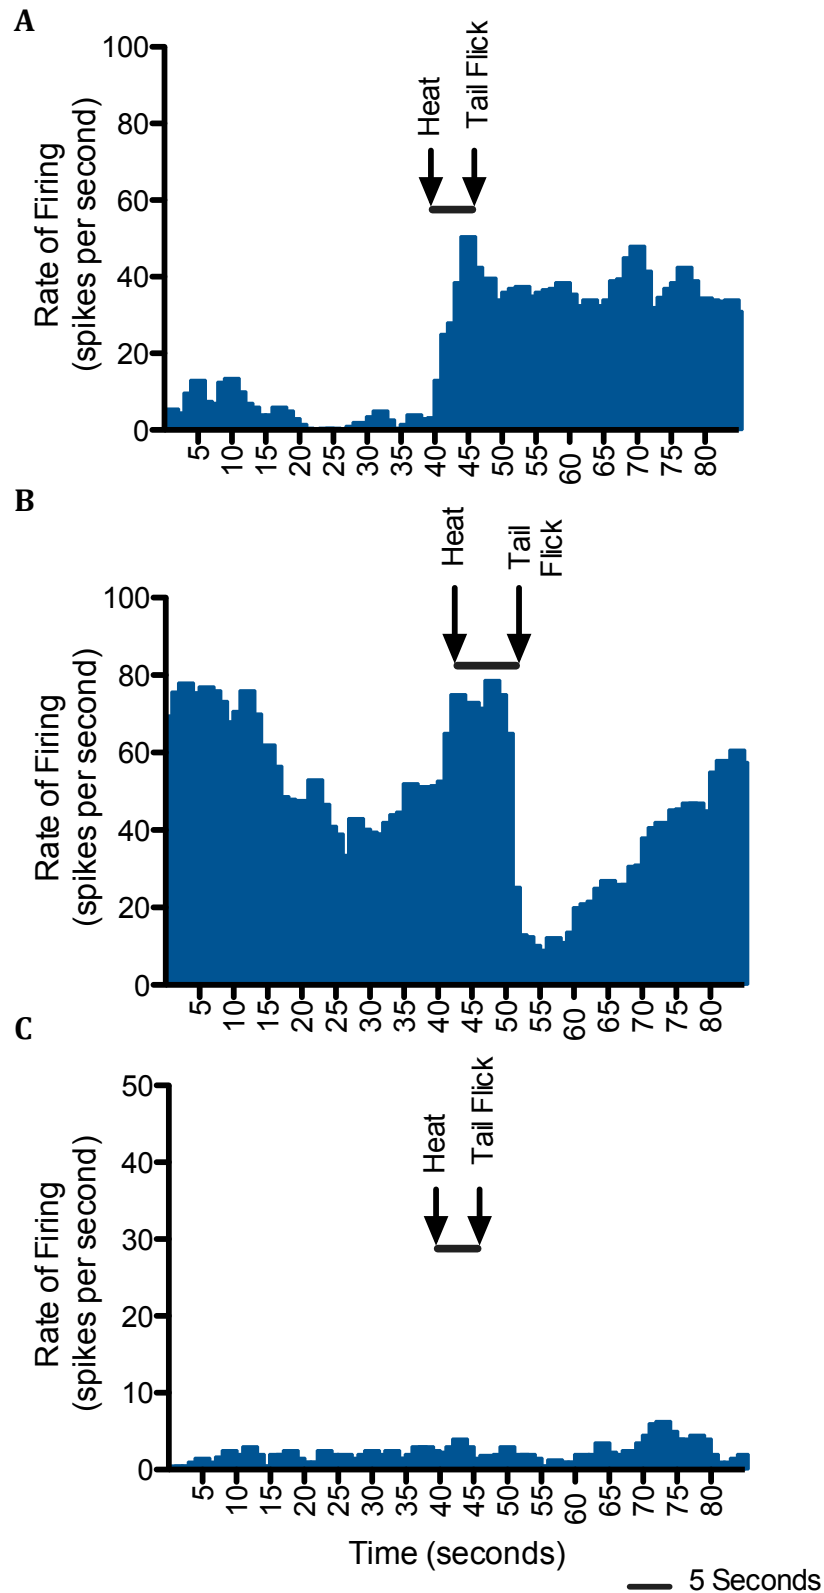 A
Heat
Tail Flick
Rate of Firing
(spikes per second)
100
80
60
40
20
0
5 10 15 20 25 30 35 40 45 50 55 60 65 70 75 80
B
Heat
Tail
Flick
Rate of Firing
(spikes per second)
100
80
60
40
20
0
5 10 15 20 25 30 35 40 45 50 55 60 65 70 75 80
C
Heat
Tail Flick
Rate of Firing
(spikes per second)
50
40
30
20
10
0
5 10 15 20 25 30 35 40 45 50 55 60 65 70 75 80
Time (seconds)
5 Seconds